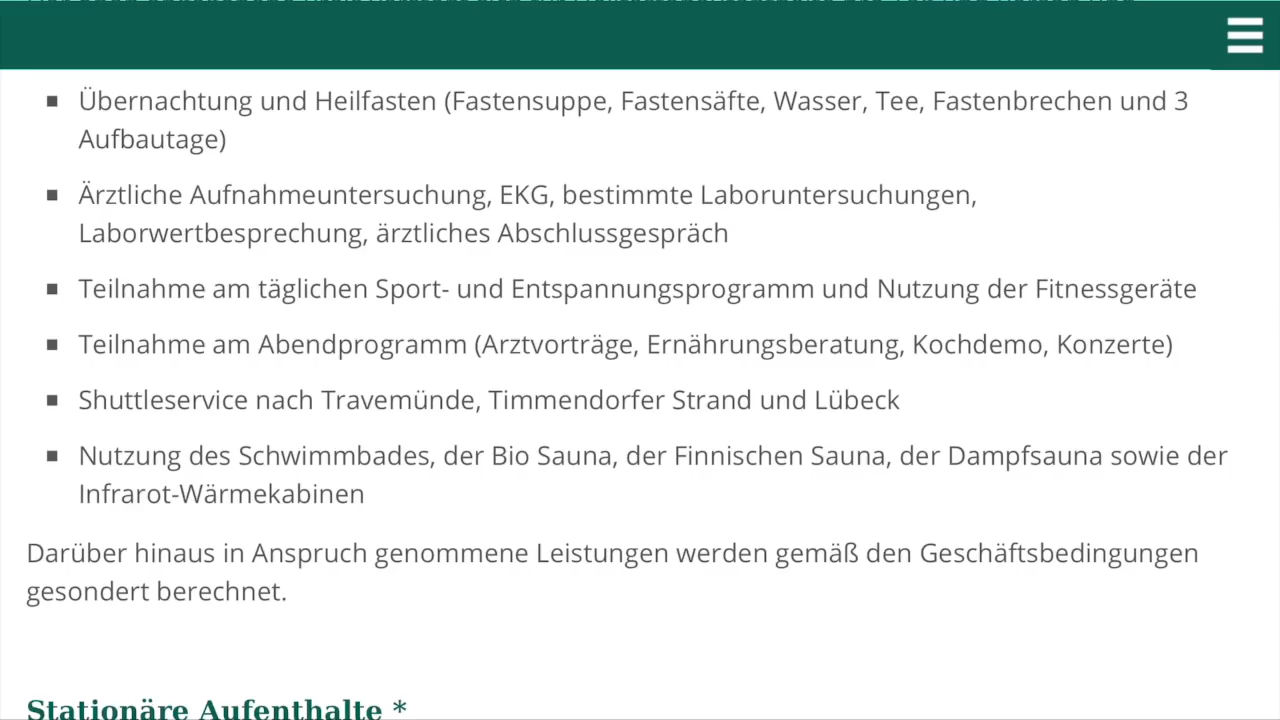 Übernachtung und Heilfasten (Fastensuppe, Fastensäfte, Wasser, Tee, Fastenbrechen und 3
Aufbautage)
Ärztliche Aufnahmeuntersuchung, EKG, bestimmte Laboruntersuchungen,
Laborwertbesprechung, ärztliches Abschlussgespräch
Teilnahme am täglichen Sport- und Entspannungsprogramm und Nutzung der Fitnessgeräte
Teilnahme am Abendprogramm (Arztvorträge, Ernährungsberatung, Kochdemo, Konzerte)
Shuttleservice nach Travemünde, Timmendorfer Strand und Lübeck
Nutzung des Schwimmbades, der Bio Sauna, der Finnischen Sauna, der Dampfsauna sowie der
Infrarot-Wärmekabinen
Darüber hinaus in Anspruch genommene Leistungen werden gemäß den Geschäftsbedingungen
gesondert berechnet.
Stationäre Aufenthalte *